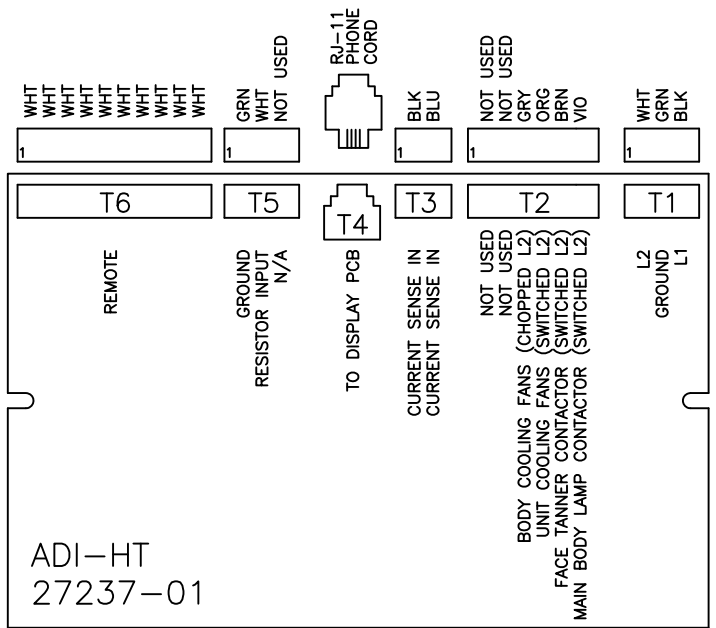 WHT
WHT
WHT
WHT
WHT
WHT
WHT
WHT
WHT
WHT
GRN
WHT
NOT USED
RJ-11
PHONE
CORD
BLK
BLU
NOT USED
NOT USED
GRY
ORG
BRN
VIO
WHT
GRN
BLK
1
1
1
1
1
T6
T5
T4
T3
T2
T1
REMOTE
GROUND
RESISTOR INPUT
N/A
TO DISPLAY PCB
CURRENT SENSE IN
CURRENT SENSE IN
NOT USED
NOT USED
BODY COOLING FANS (CHOPPED L2)
UNIT COOLING FANS (SWITCHED L2)
FACE TANNER CONTACTOR (SWITCHED L2)
MAIN BODY LAMP CONTACTOR (SWITCHED L2)
L2
GROUND
L1
ADI-HT
27237-01